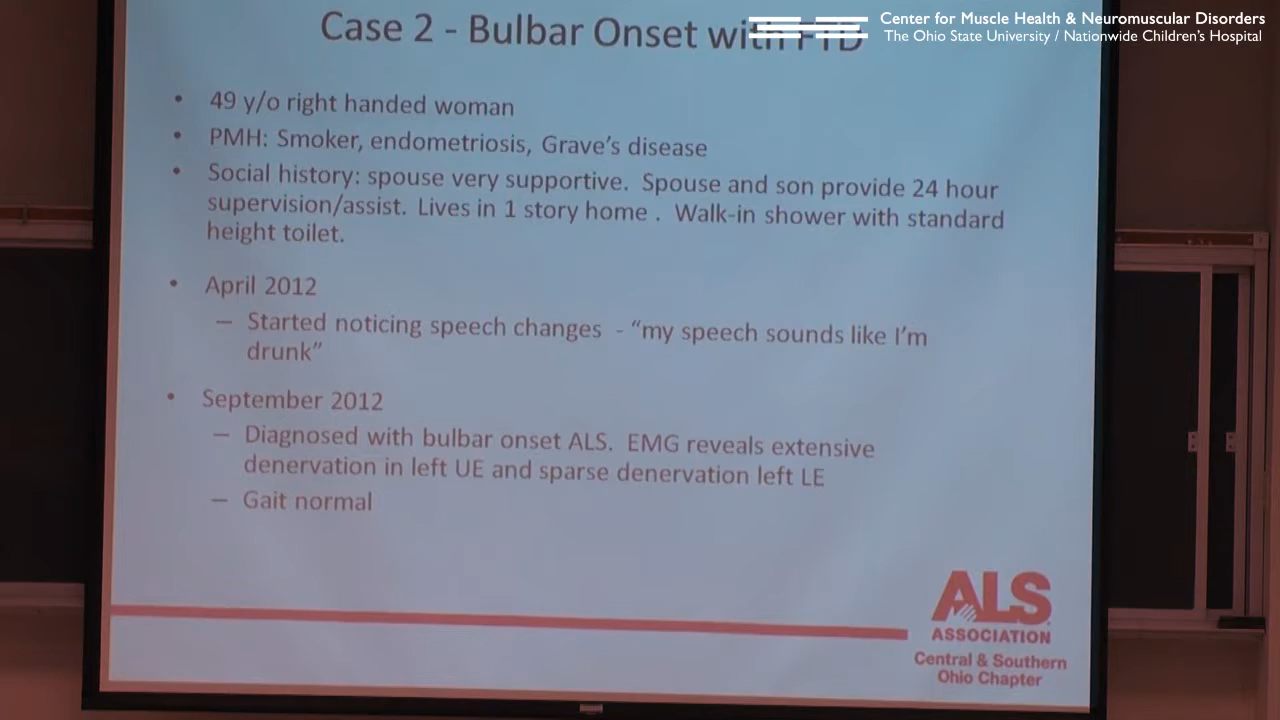 Center for Muscle Health & Neuromuscular Disorders
The Ohio State University / Nationwide Children's Hospital
Case 2 - Bulbar Onset with FTD
• 49 y/o right handed woman
• PMH: Smoker, endometriosis, Grave's disease
• Social history: spouse very supportive. Spouse and son provide 24 hour
supervision/assist. Lives in 1 story home . Walk-in shower with standard
height toilet.
• April 2012
– Started noticing speech changes - "my speech sounds like I'm
drunk"
• September 2012
– Diagnosed with bulbar onset ALS. EMG reveals extensive
denervation in left UE and sparse denervation left LE
– Gait normal
ALS
ASSOCIATION
Central & Southern
Ohio Chapter